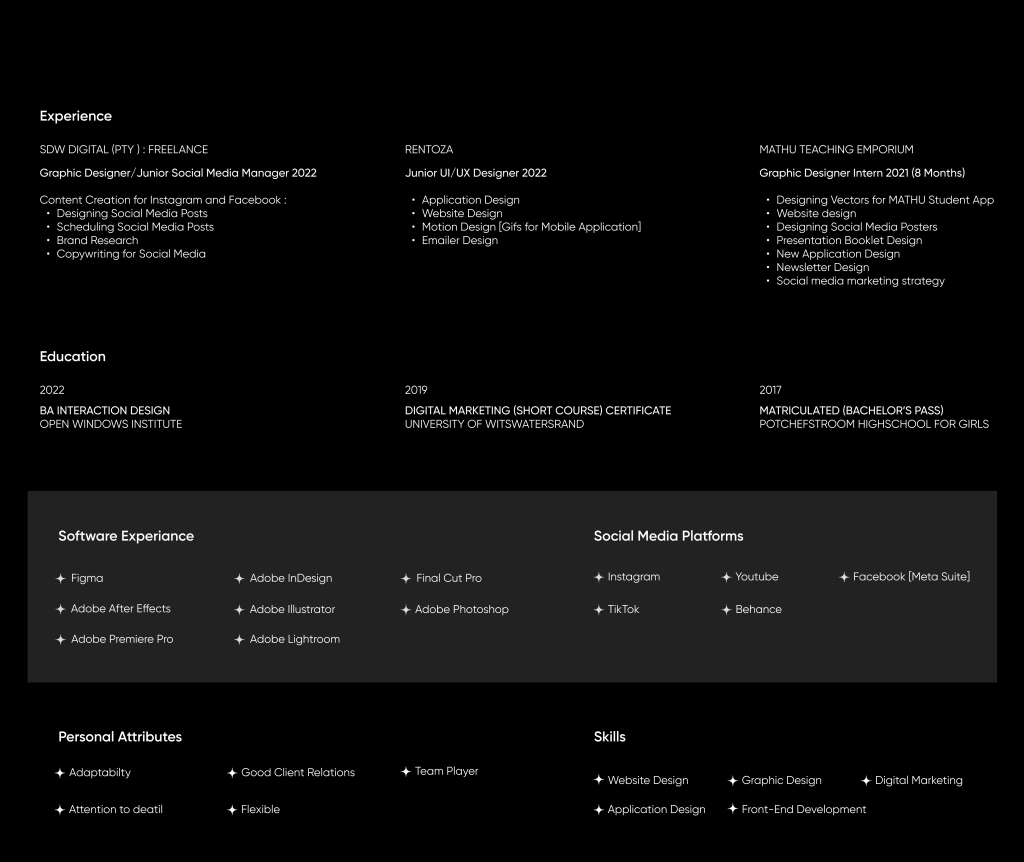 Experience
SDW DIGITAL (PTY ) : FREELANCE
Graphic Designer/Junior Social Media Manager 2022
Content Creation for Instagram and Facebook :
• Designing Social Media Posts
• Scheduling Social Media Posts
• Brand Research
• Copywriting for Social Media
RENTOZA
Junior UI/UX Designer 2022
• Application Design
• Website Design
• Motion Design [Gifs for Mobile Application]
• Emailer Design
MATHU TEACHING EMPORIUM
Graphic Designer Intern 2021 (8 Months)
• Designing Vectors for MATHU Student App
• Website design
• Designing Social Media Posters
• Presentation Booklet Design
• New Application Design
• Newsletter Design
• Social media marketing strategy
Education
2022
BA INTERACTION DESIGN
OPEN WINDOWS INSTITUTE
2019
DIGITAL MARKETING (SHORT COURSE) CERTIFICATE
UNIVERSITY OF WITSWATERSRAND
2017
MATRICULATED (BACHELOR'S PASS)
POTCHEFSTROOM HIGHSCHOOL FOR GIRLS
Software Experiance
Figma
Adobe InDesign
Final Cut Pro
Adobe After Effects
Adobe Illustrator
Adobe Photoshop
Adobe Premiere Pro
Adobe Lightroom
Social Media Platforms
Instagram
Youtube
Facebook [Meta Suite]
TikTok
Behance
Personal Attributes
Adaptabilty
Good Client Relations
Team Player
Attention to deatil
Flexible
Skills
Website Design
Graphic Design
Digital Marketing
Application Design
Front-End Development